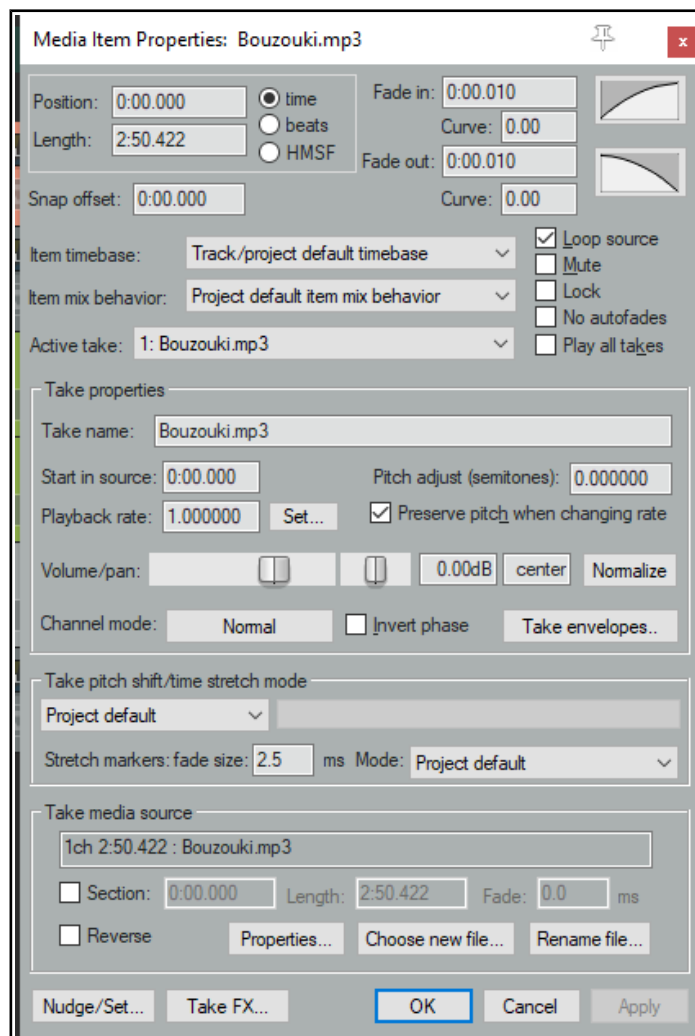 Media Item Properties: Bouzouki.mp3
x
Position: 0:00.000
time
Length: 2:50.422
beats
HMSF
Fade in: 0:00.010
Curve: 0.00
Fade out: 0:00.010
Curve: 0.00
Snap offset: 0:00.000
Item timebase: Track/project default timebase
Item mix behavior: Project default item mix behavior
Active take: 1: Bouzouki.mp3
Loop source
Mute
Lock
No autofades
Play all takes
Take properties
Take name: Bouzouki.mp3
Start in source: 0:00.000 Pitch adjust (semitones): 0.000000
Playback rate: 1.000000 Set... Preserve pitch when changing rate
Volume/pan: 0.00dB center Normalize
Channel mode: Normal Invert phase Take envelopes..
Take pitch shift/time stretch mode
Project default
Stretch markers: fade size: 2.5 ms Mode: Project default
Take media source
1ch 2:50.422 : Bouzouki.mp3
Section: 0:00.000 Length: 2:50.422 Fade: 0.0 ms
Reverse Properties... Choose new file... Rename file...
Nudge/Set... Take FX... OK Cancel Apply